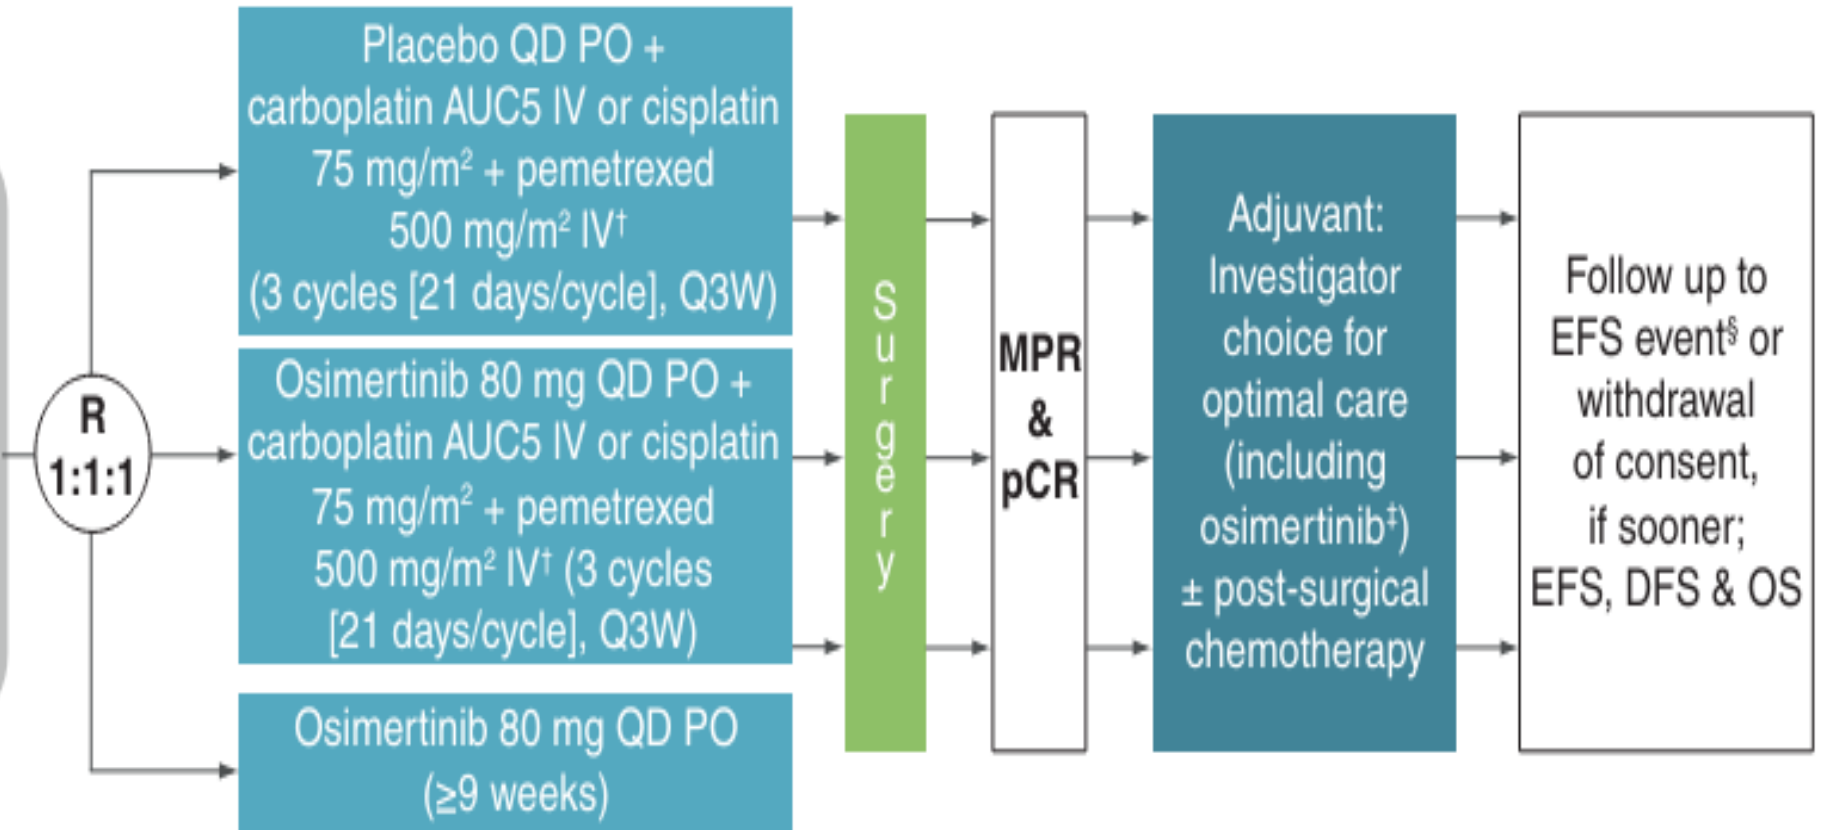 R
1:1:1
Placebo QD PO +
carboplatin AUC5 IV or cisplatin
75 mg/m² + pemetrexed
500 mg/m² IV†
(3 cycles [21 days/cycle], Q3W)
Osimertinib 80 mg QD PO +
carboplatin AUC5 IV or cisplatin
75 mg/m² + pemetrexed
500 mg/m² IV† (3 cycles
[21 days/cycle], Q3W)
Osimertinib 80 mg QD PO
(≥9 weeks)
Surgery
MPR
&
pCR
Adjuvant:
Investigator
choice for
optimal care
(including
osimertinib‡)
± post-surgical
chemotherapy
Follow up to
EFS event§ or
withdrawal
of consent,
if sooner;
EFS, DFS & OS